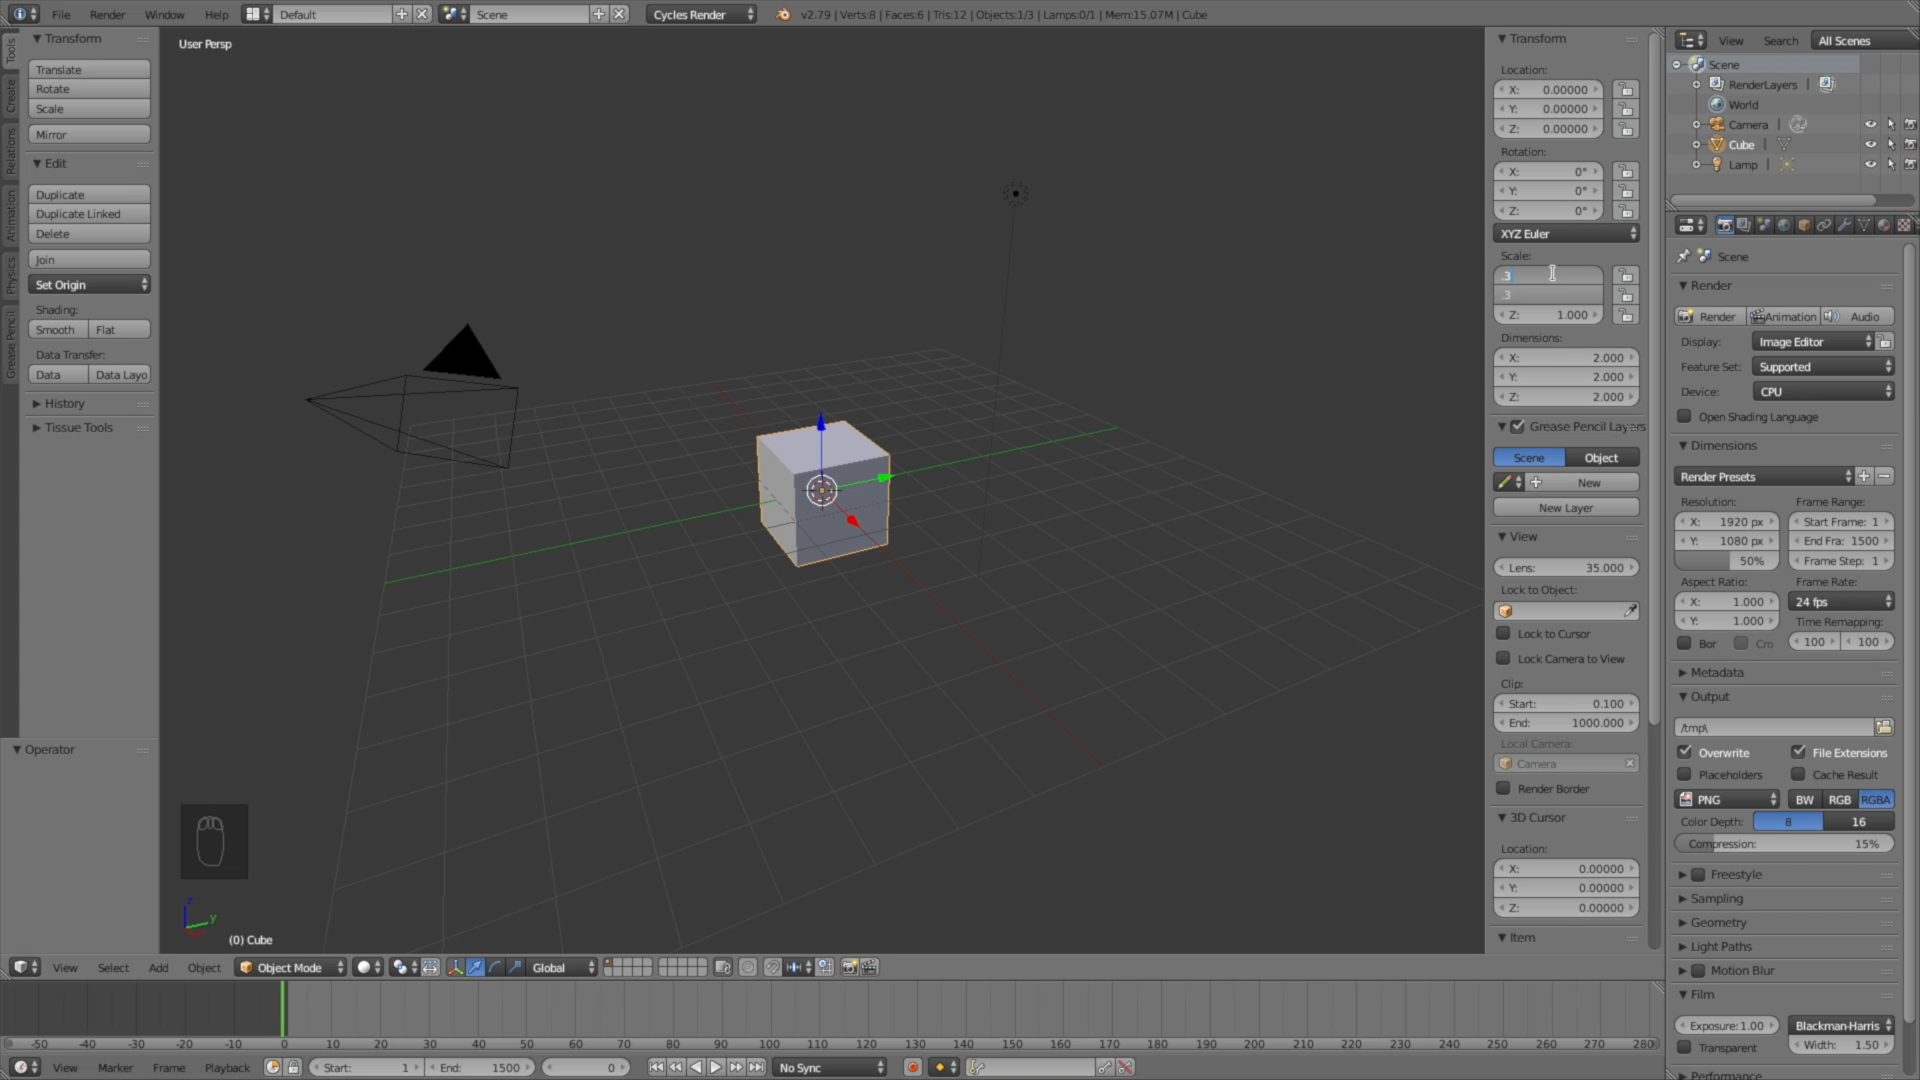 File Render Window Help Default Scene Cycles Render v2.79 | Verts:8 | Faces:6 | Tris:12 | Objects:1/3 | Lamps:0/1 | Mem:15.07M | Cube
Tools
Create
Relations
Animation
Physics
Grease Pencil
Transform
Translate
Rotate
Scale
Mirror
Edit
Duplicate
Duplicate Linked
Delete
Join
Set Origin
Shading:
Smooth Flat
Data Transfer:
Data Data Layo
History
Tissue Tools
Operator
User Persp
z
y
(0) Cube
Transform
Location:
X: 0.00000
Y: 0.00000
Z: 0.00000
Rotation:
X: 0°
Y: 0°
Z: 0°
XYZ Euler
Scale:
.3
.3
Z: 1.000
Dimensions:
X: 2.000
Y: 2.000
Z: 2.000
Grease Pencil Layers
Scene Object
New
New Layer
View
Lens: 35.000
Lock to Object:
Lock to Cursor
Lock Camera to View
Clip:
Start: 0.100
End: 1000.000
Local Camera:
Camera
Render Border
3D Cursor
Location:
X: 0.00000
Y: 0.00000
Z: 0.00000
Item
View Search All Scenes
Scene
RenderLayers
World
Camera
Cube
Lamp
Scene
Render
Render Animation Audio
Display: Image Editor
Feature Set: Supported
Device: CPU
Open Shading Language
Dimensions
Render Presets
Resolution: Frame Range:
X: 1920 px Start Frame: 1
Y: 1080 px End Fra: 1500
50% Frame Step: 1
Aspect Ratio: Frame Rate:
X: 1.000 24 fps
Y: 1.000 Time Remapping:
Bor Cro 100 100
Metadata
Output
/tmp\
Overwrite File Extensions
Placeholders Cache Result
PNG BW RGB RGBA
Color Depth: 8 16
Compression: 15%
Freestyle
Sampling
Geometry
Light Paths
Motion Blur
Film
Exposure: 1.00 Blackman-Harris
Transparent Width: 1.50
Performance
View Select Add Object Object Mode Global
-50 -40 -30 -20 -10 0 10 20 30 40 50 60 70 80 90 100 110 120 130 140 150 160 170 180 190 200 210 220 230 240 250 260 270 280
View Marker Frame Playback Start: 1 End: 1500 0 No Sync